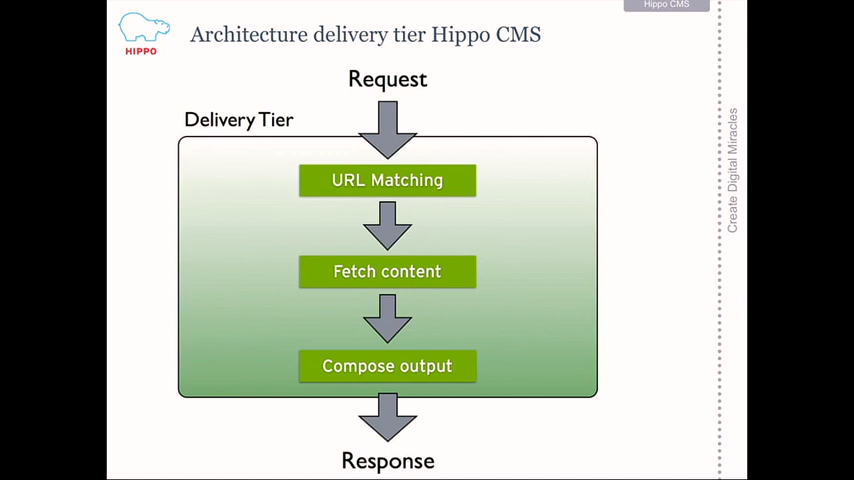 Hippo CMS
HIPPO
Architecture delivery tier Hippo CMS
Request
Delivery Tier
URL Matching
Fetch content
Compose output
Response
Create Digital Miracles